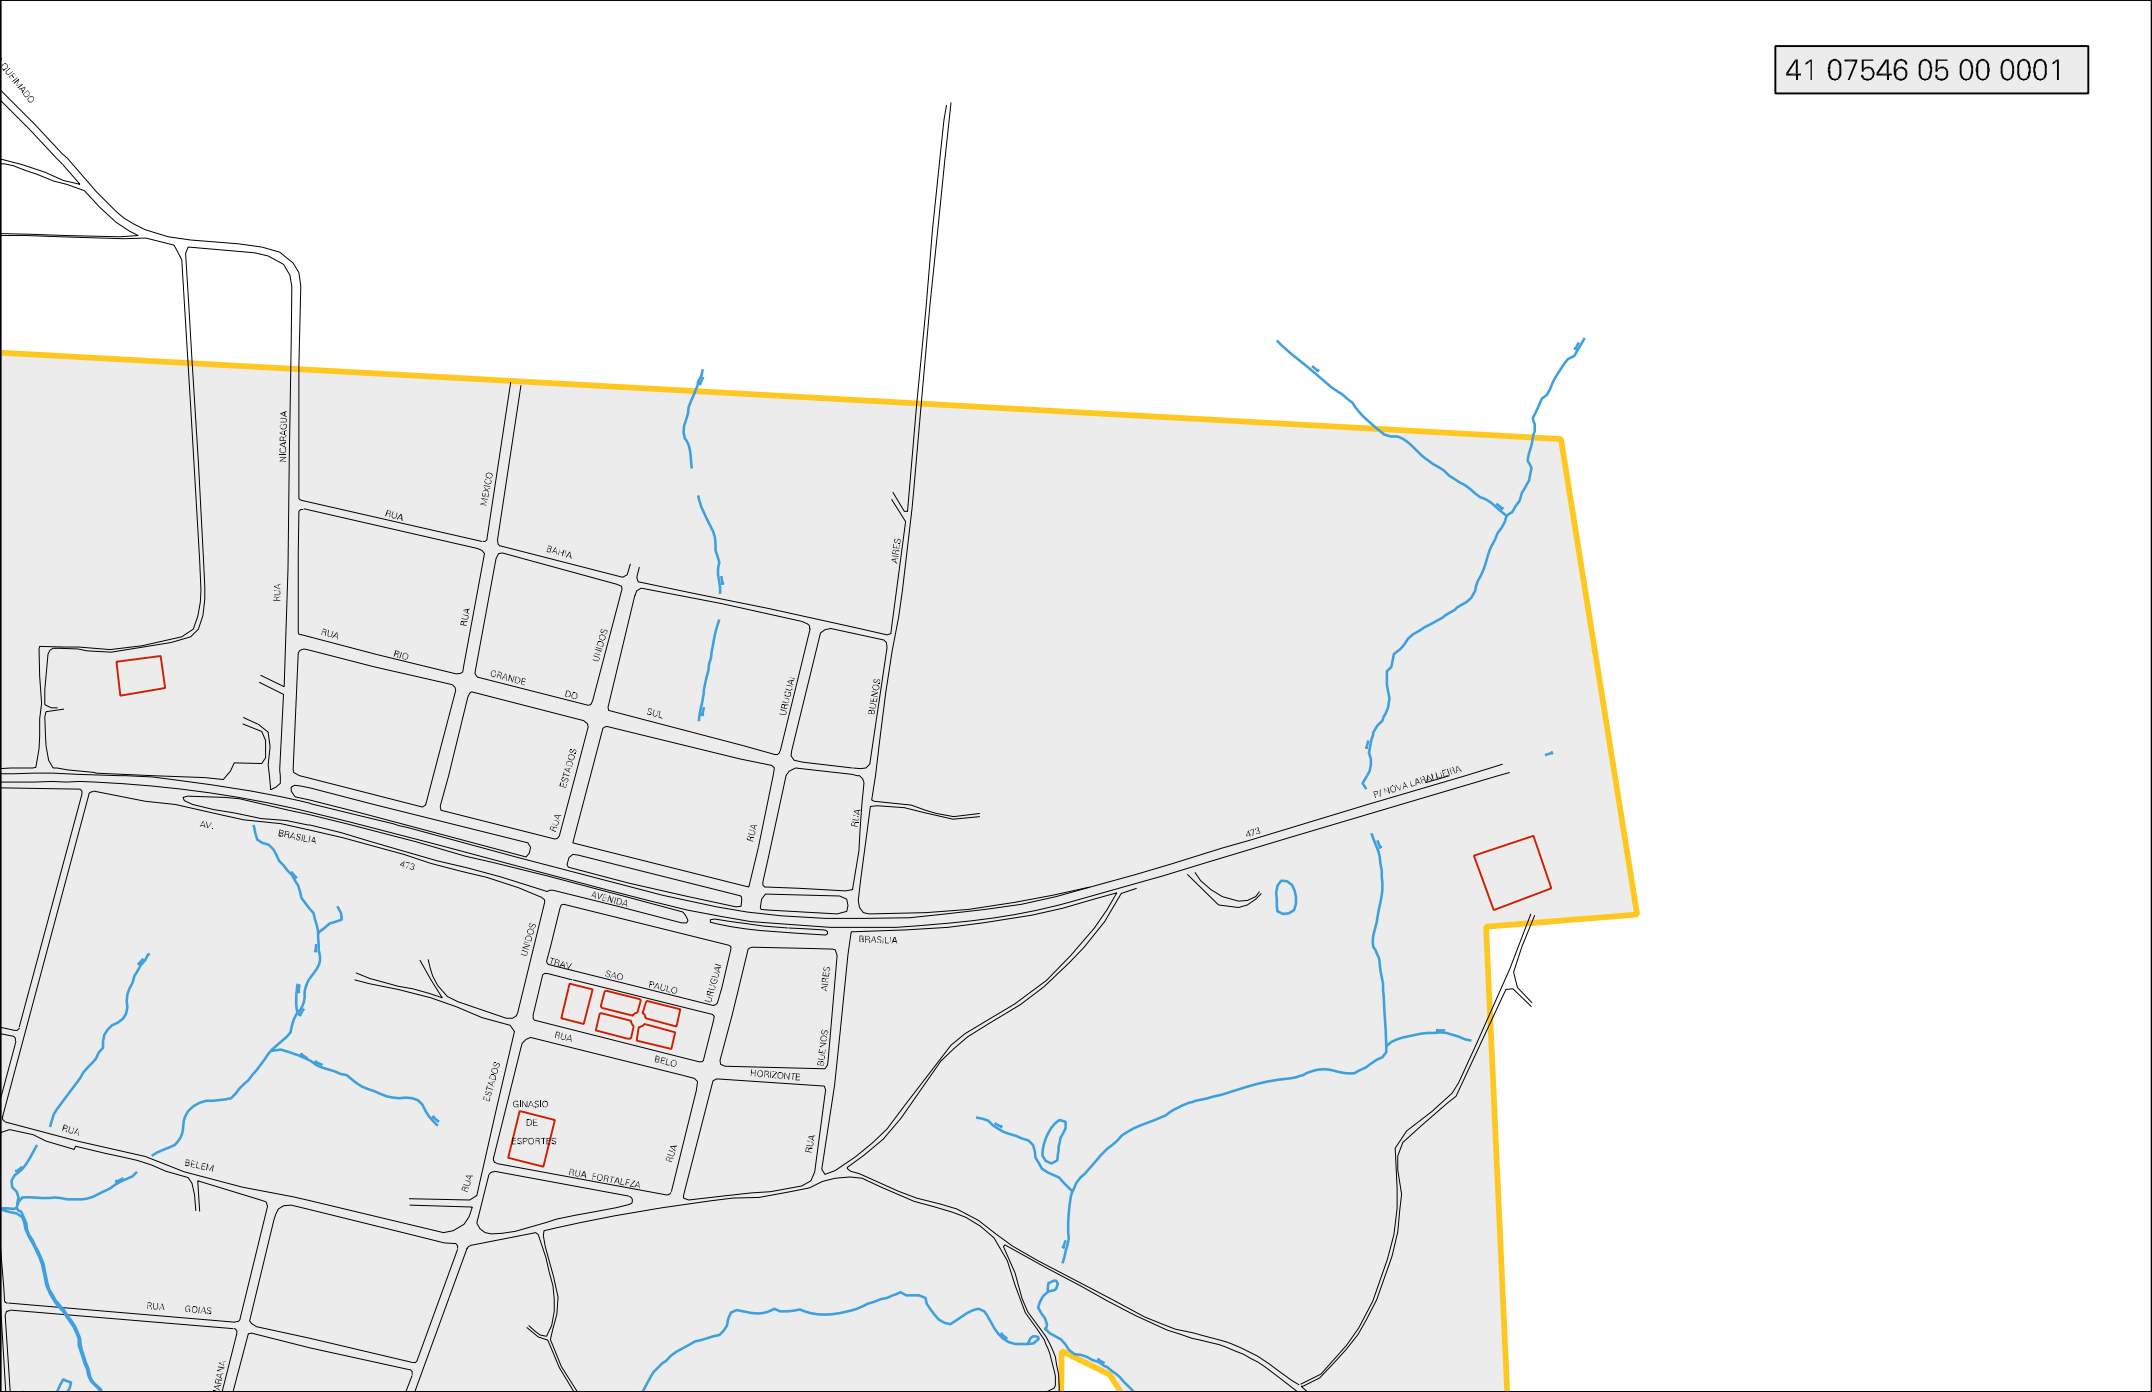 41 07546 05 00 0001
QUEIMADO
NICARAGUA
RUA
MEXICO
RUA
RUA
BAHIA
AIRES
RUA
RIO
GRANDE
DO
SUL
UNIDOS
ESTADOS
RUA
URUGUAI
RUA
BUENOS
RUA
P/ NOVA LARANJEIRA
473
AV.
BRASILIA
473
AVENIDA
BRASILIA
UNIDOS
ESTADOS
RUA
TRAV
SAO
PAULO
URUGUAI
RUA
AIRES
BUENOS
RUA
RUA
BELO
HORIZONTE
GINASIO
DE
ESPORTES
RUA FORTALEZA
RUA
BELEM
RUA
GOIAS